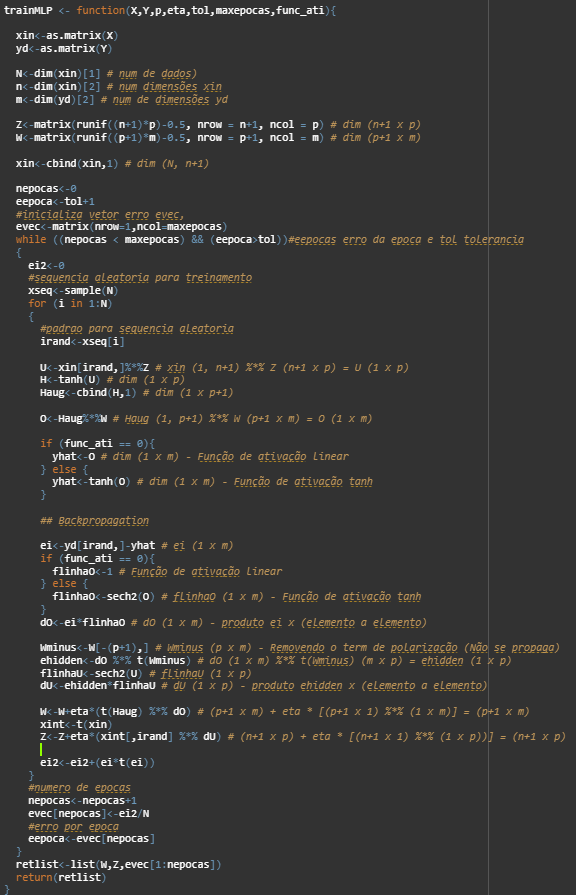 trainMLP <- function(X,Y,p,eta,tol,maxepocas,func_ati){
xin<-as.matrix(X)
yd<-as.matrix(Y)
N<-dim(xin)[1] # num de dados)
n<-dim(xin)[2] # num dimensões xin
m<-dim(yd)[2] # num de dimensões yd
Z<-matrix(runif((n+1)*p)-0.5, nrow = n+1, ncol = p) # dim (n+1 x p)
W<-matrix(runif((p+1)*m)-0.5, nrow = p+1, ncol = m) # dim (p+1 x m)
xin<-cbind(xin,1) # dim (N, n+1)
nepocas<-0
eepoca<-tol+1
#inicializa vetor erro evec,
evec<-matrix(nrow=1,ncol=maxepocas)
while ((nepocas < maxepocas) && (eepoca>tol))#eepocas erro da epoca e tol tolerancia
{
ei2<-0
#sequencia aleatoria para treinamento
xseq<-sample(N)
for (i in 1:N)
{
#padrao para sequencia aleatoria
irand<-xseq[i]
U<-xin[irand,]%*%Z # xin (1, n+1) %*% Z (n+1 x p) = U (1 x p)
H<-tanh(U) # dim (1 x p)
Haug<-cbind(H,1) # dim (1 x p+1)
O<-Haug%*%W # Haug (1, p+1) %*% W (p+1 x m) = O (1 x m)
if (func_ati == 0){
yhat<-O # dim (1 x m) - Função de ativação linear
} else {
yhat<-tanh(O) # dim (1 x m) - Função de ativação tanh
}
## Backpropagation
ei<-yd[irand,]-yhat # ei (1 x m)
if (func_ati == 0){
flinhaO<-1 # Função de ativação linear
} else {
flinhaO<-sech2(O) # flinhaO (1 x m) - Função de ativação tanh
}
dO<-ei*flinhaO # dO (1 x m) - produto ei x (elemento a elemento)
Wminus<-W[-(p+1),] # Wminus (p x m) - Removendo o term de polarização (Não se propaga)
ehidden<-dO %*% t(Wminus) # dO (1 x m) %*% t(Wminus) (m x p) = ehidden (1 x p)
flinhaU<-sech2(U) # flinhaU (1 x p)
dU<-ehidden*flinhaU # dU (1 x p) - produto ehidden x (elemento a elemento)
W<-W+eta*(t(Haug) %*% dO) # (p+1 x m) + eta * [(p+1 x 1) %*% (1 x m)] = (p+1 x m)
xint<-t(xin)
Z<-Z+eta*(xint[,irand] %*% dU) # (n+1 x p) + eta * [(n+1 x 1) %*% (1 x p))] = (n+1 x p)
ei2<-ei2+(ei*t(ei))
}
#numero de epocas
nepocas<-nepocas+1
evec[nepocas]<-ei2/N
#erro por epoca
eepoca<-evec[nepocas]
}
retlist<-list(W,Z,evec[1:nepocas])
return(retlist)
}